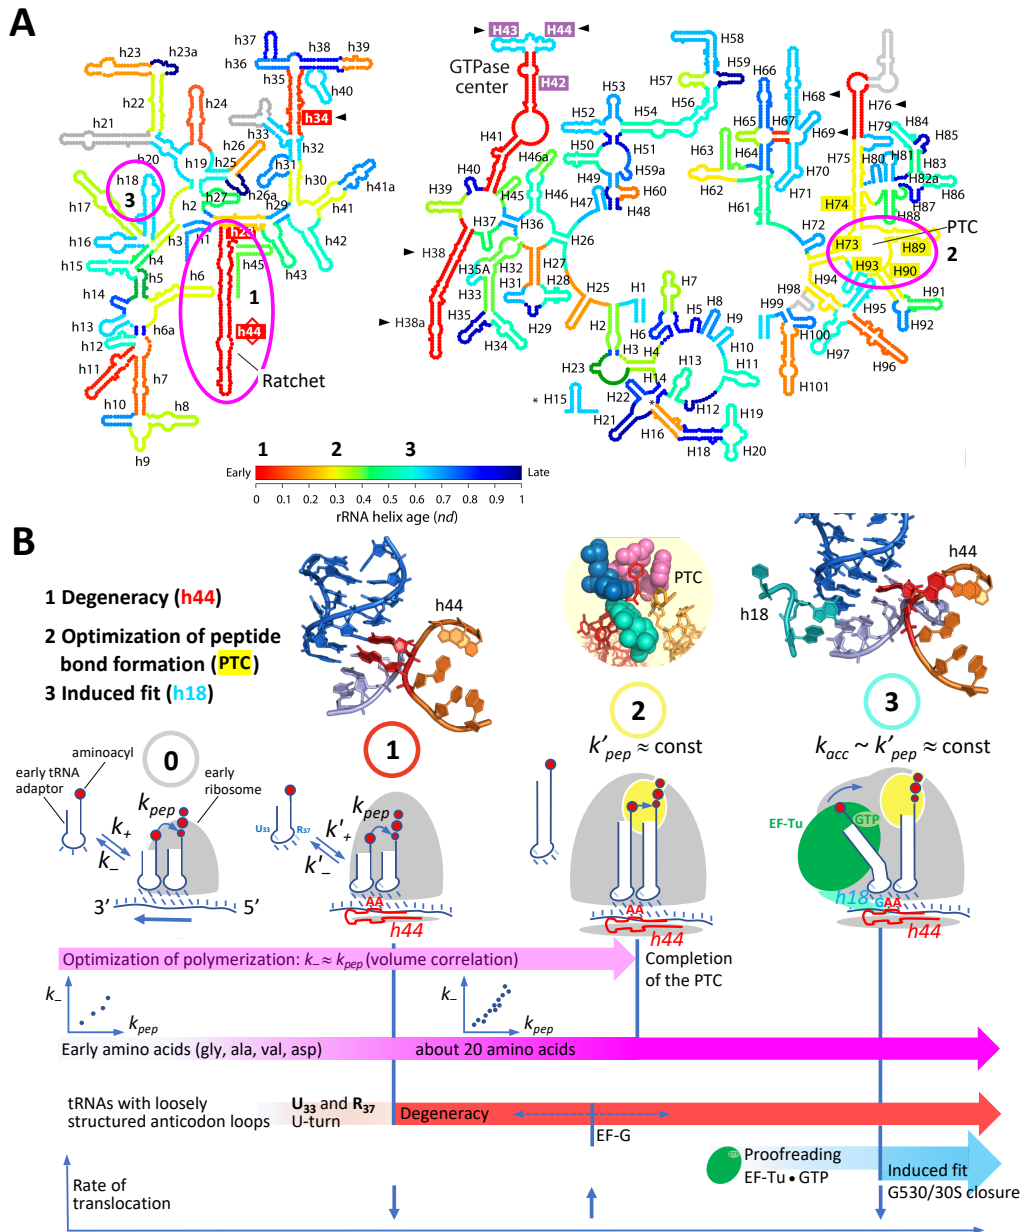 A
h37
h38
h39
h23
h23a
h36
h35
h40
h22
h24
h34
h21
h33
h26
h32
h20
h19
h25
h31
h18
3
h27
h26a
h30
h41a
h17
h2
h29
h41
h16
h3
h1
h28
h42
h15
h4
h45
h43
h5
h6
h14
1
h13
h6a
h44
h12
h11
h7
Ratchet
h10
h8
h9
H43
H44
GTPase
center
H42
H41
H46a
H40
H39
H45
H46
H37
H36
H47
H38
H26
H35A
H32
H27
H33
H31
H28
H25
H38a
H35
H34
H29
H58
H59
H57
H53
H56
H52
H54
H50
H51
H49
H59a
H60
H48
H66
H68
H65
H67
H69
H63
H64
H70
H62
H71
H61
H72
H76
H79
H84
H85
H75
H80
H81
H83
H82a
H86
H74
H87
H88
PTC
H73
H89
2
H93
H90
H94
H91
H95
H92
H98
H99
H100
H97
H96
H101
H1
H7
H2
H6
H5
H8
H9
H3
H4
H10
H23
H13
H11
H14
H22
* H15
*
H12
H21
H16
H19
H18
H20
1 2 3
Early Late
0 0.1 0.2 0.3 0.4 0.5 0.6 0.7 0.8 0.9 1
rRNA helix age (nd)
B
1 Degeneracy (h44)
2 Optimization of peptide
bond formation (PTC)
3 Induced fit (h18)
h44
PTC
h18
h44
0
1
2
3
k'pep ≈ const
kacc ~ k'pep ≈ const
aminoacyl
early tRNA
adaptor
early
ribosome
kpep
k+
k−
3’ 5’
U33 R37
kpep
k'+
k'−
AA
h44
AA
h44
EF-Tu
GTP
h18
GAA
h44
Optimization of polymerization: k− ≈ kpep (volume correlation)
Completion
of the PTC
k−
kpep
k−
kpep
Early amino acids (gly, ala, val, asp)
about 20 amino acids
tRNAs with loosely
structured anticodon loops
U33 and R37
U-turn
Degeneracy
EF-G
GTP
Proofreading
EF-Tu • GTP
Induced fit
G530/30S closure
Rate of
translocation